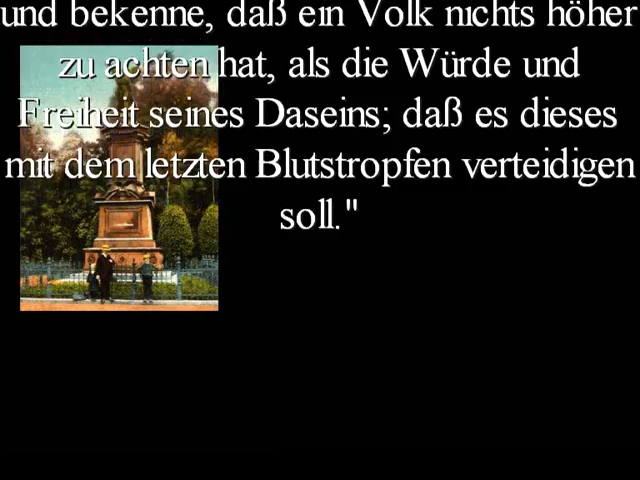 und bekenne, daß ein Volk nichts höher
zu achten hat, als die Würde und
Freiheit seines Daseins; daß es dieses
mit dem letzten Blutstropfen verteidigen
soll."